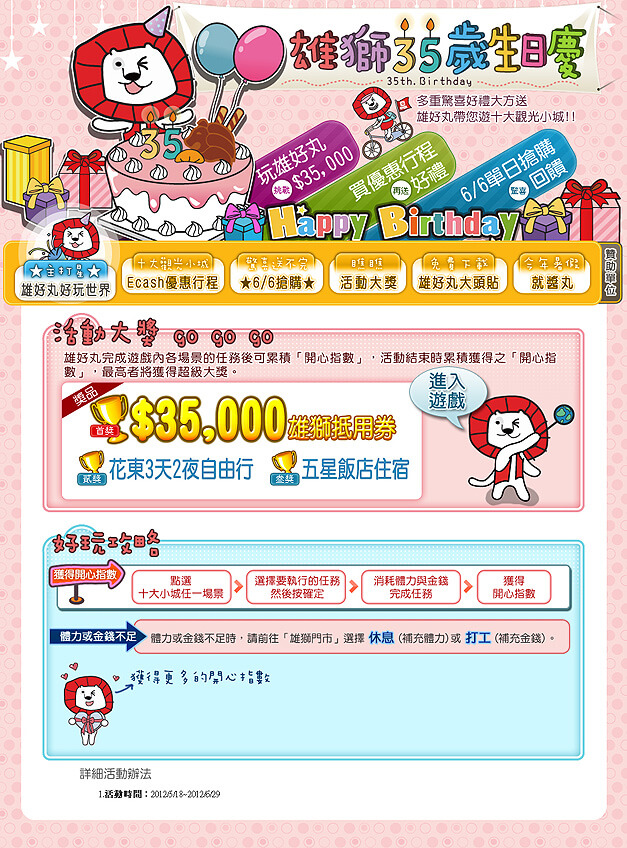 雄獅35歲生日慶
35th.Birthday
多重驚喜好禮大方送
雄好丸帶您遊十大觀光小城!!
35
玩雄好丸
挑戰 $35,000
買優惠行程
再送 好禮
6/6單日搶購
驚喜 回饋
Happy Birthday
★主打星★
雄好丸好玩世界
十大觀光小城
Ecash優惠行程
驚喜送不完
★6/6搶購★
瞧瞧
活動大獎
免費下載
雄好丸大頭貼
今年暑假
就醬丸
贊助單位
活動大獎 go go go
雄好丸完成遊戲內各場景的任務後可累積「開心指數」，活動結束時累積獲得之「開心指
數」，最高者將獲得超級大獎。
獎品
首獎 $35,000雄獅抵用券
貳獎 花東3天2夜自由行
叁獎 五星飯店住宿
進入
遊戲
好玩攻略
獲得開心指數
點選
十大小城任一場景
選擇要執行的任務
然後按確定
消耗體力與金錢
完成任務
獲得
開心指數
體力或金錢不足
體力或金錢不足時，請前往「雄獅門市」選擇 休息 (補充體力) 或 打工 (補充金錢)。
獲得更多的開心指數
詳細活動辦法
1.活動時間：2012/5/18~2012/6/29